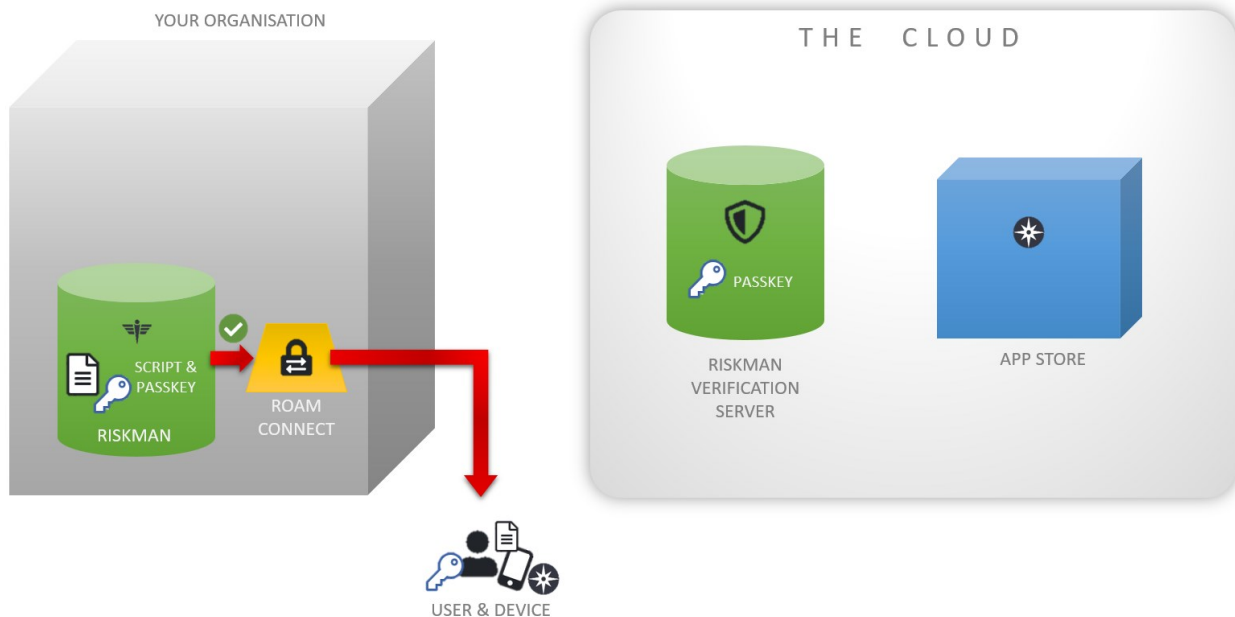 YOUR ORGANISATION
THE CLOUD
SCRIPT &
PASSKEY
RISKMAN
ROAM
CONNECT
PASSKEY
RISKMAN
VERIFICATION
SERVER
APP STORE
USER & DEVICE